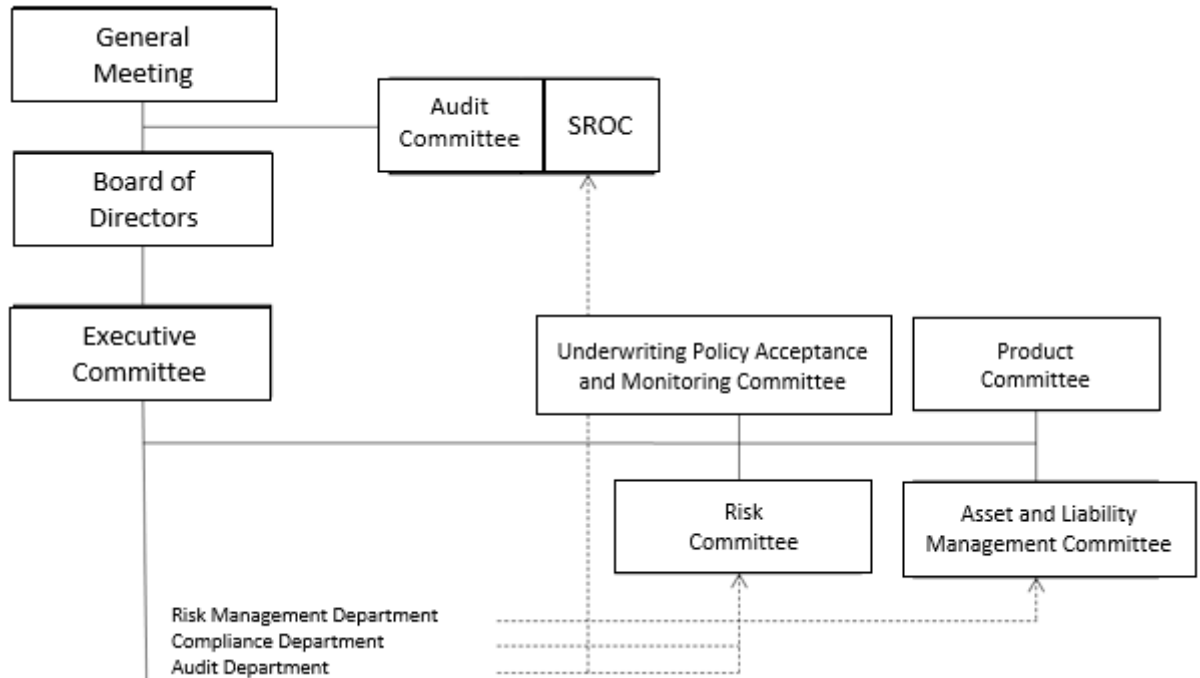 General
Meeting
Audit
Committee
SROC
Board of
Directors
Executive
Committee
Underwriting Policy Acceptance
and Monitoring Committee
Product
Committee
Risk
Committee
Asset and Liability
Management Committee
Risk Management Department
Compliance Department
Audit Department